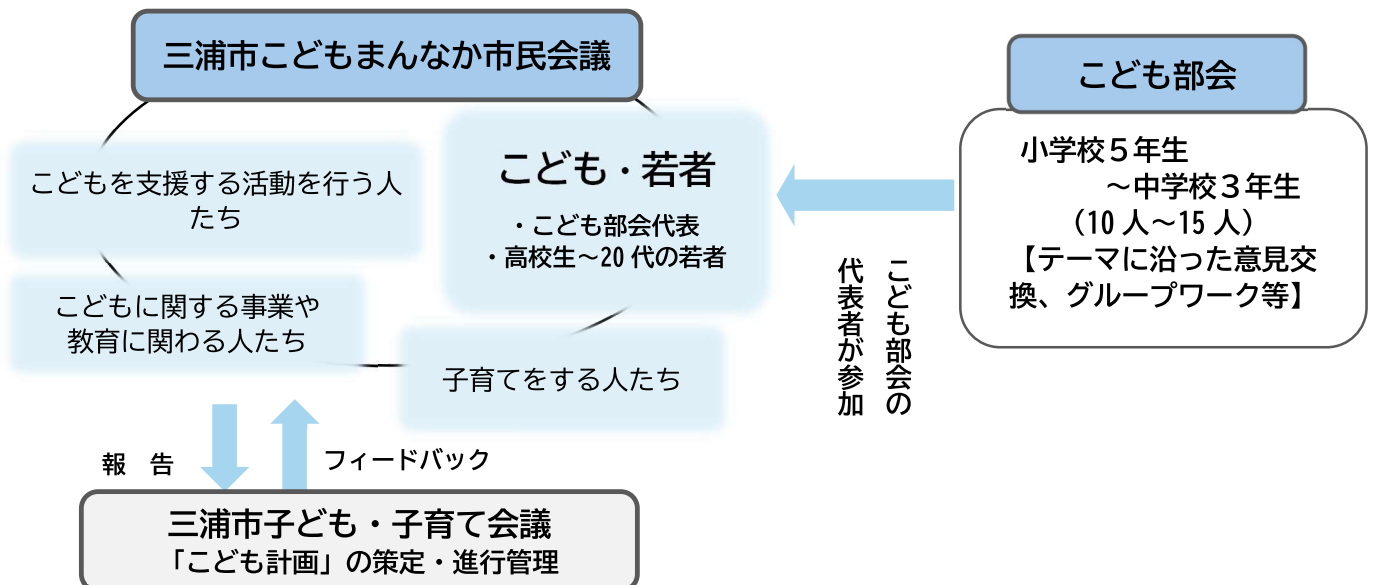 三浦市こどもまんなか市民会議
こどもを支援する活動を行う人
たち
こども・若者
・こども部会代表
・高校生～20代の若者
こどもに関する事業や
教育に関わる人たち
子育てをする人たち
こども部会
小学校５年生
～中学校３年生
（10人～15人）
【テーマに沿った意見交
換、グループワーク等】
こども部会の
代表者が参加
報　告
フィードバック
三浦市子ども・子育て会議
「こども計画」の策定・進行管理